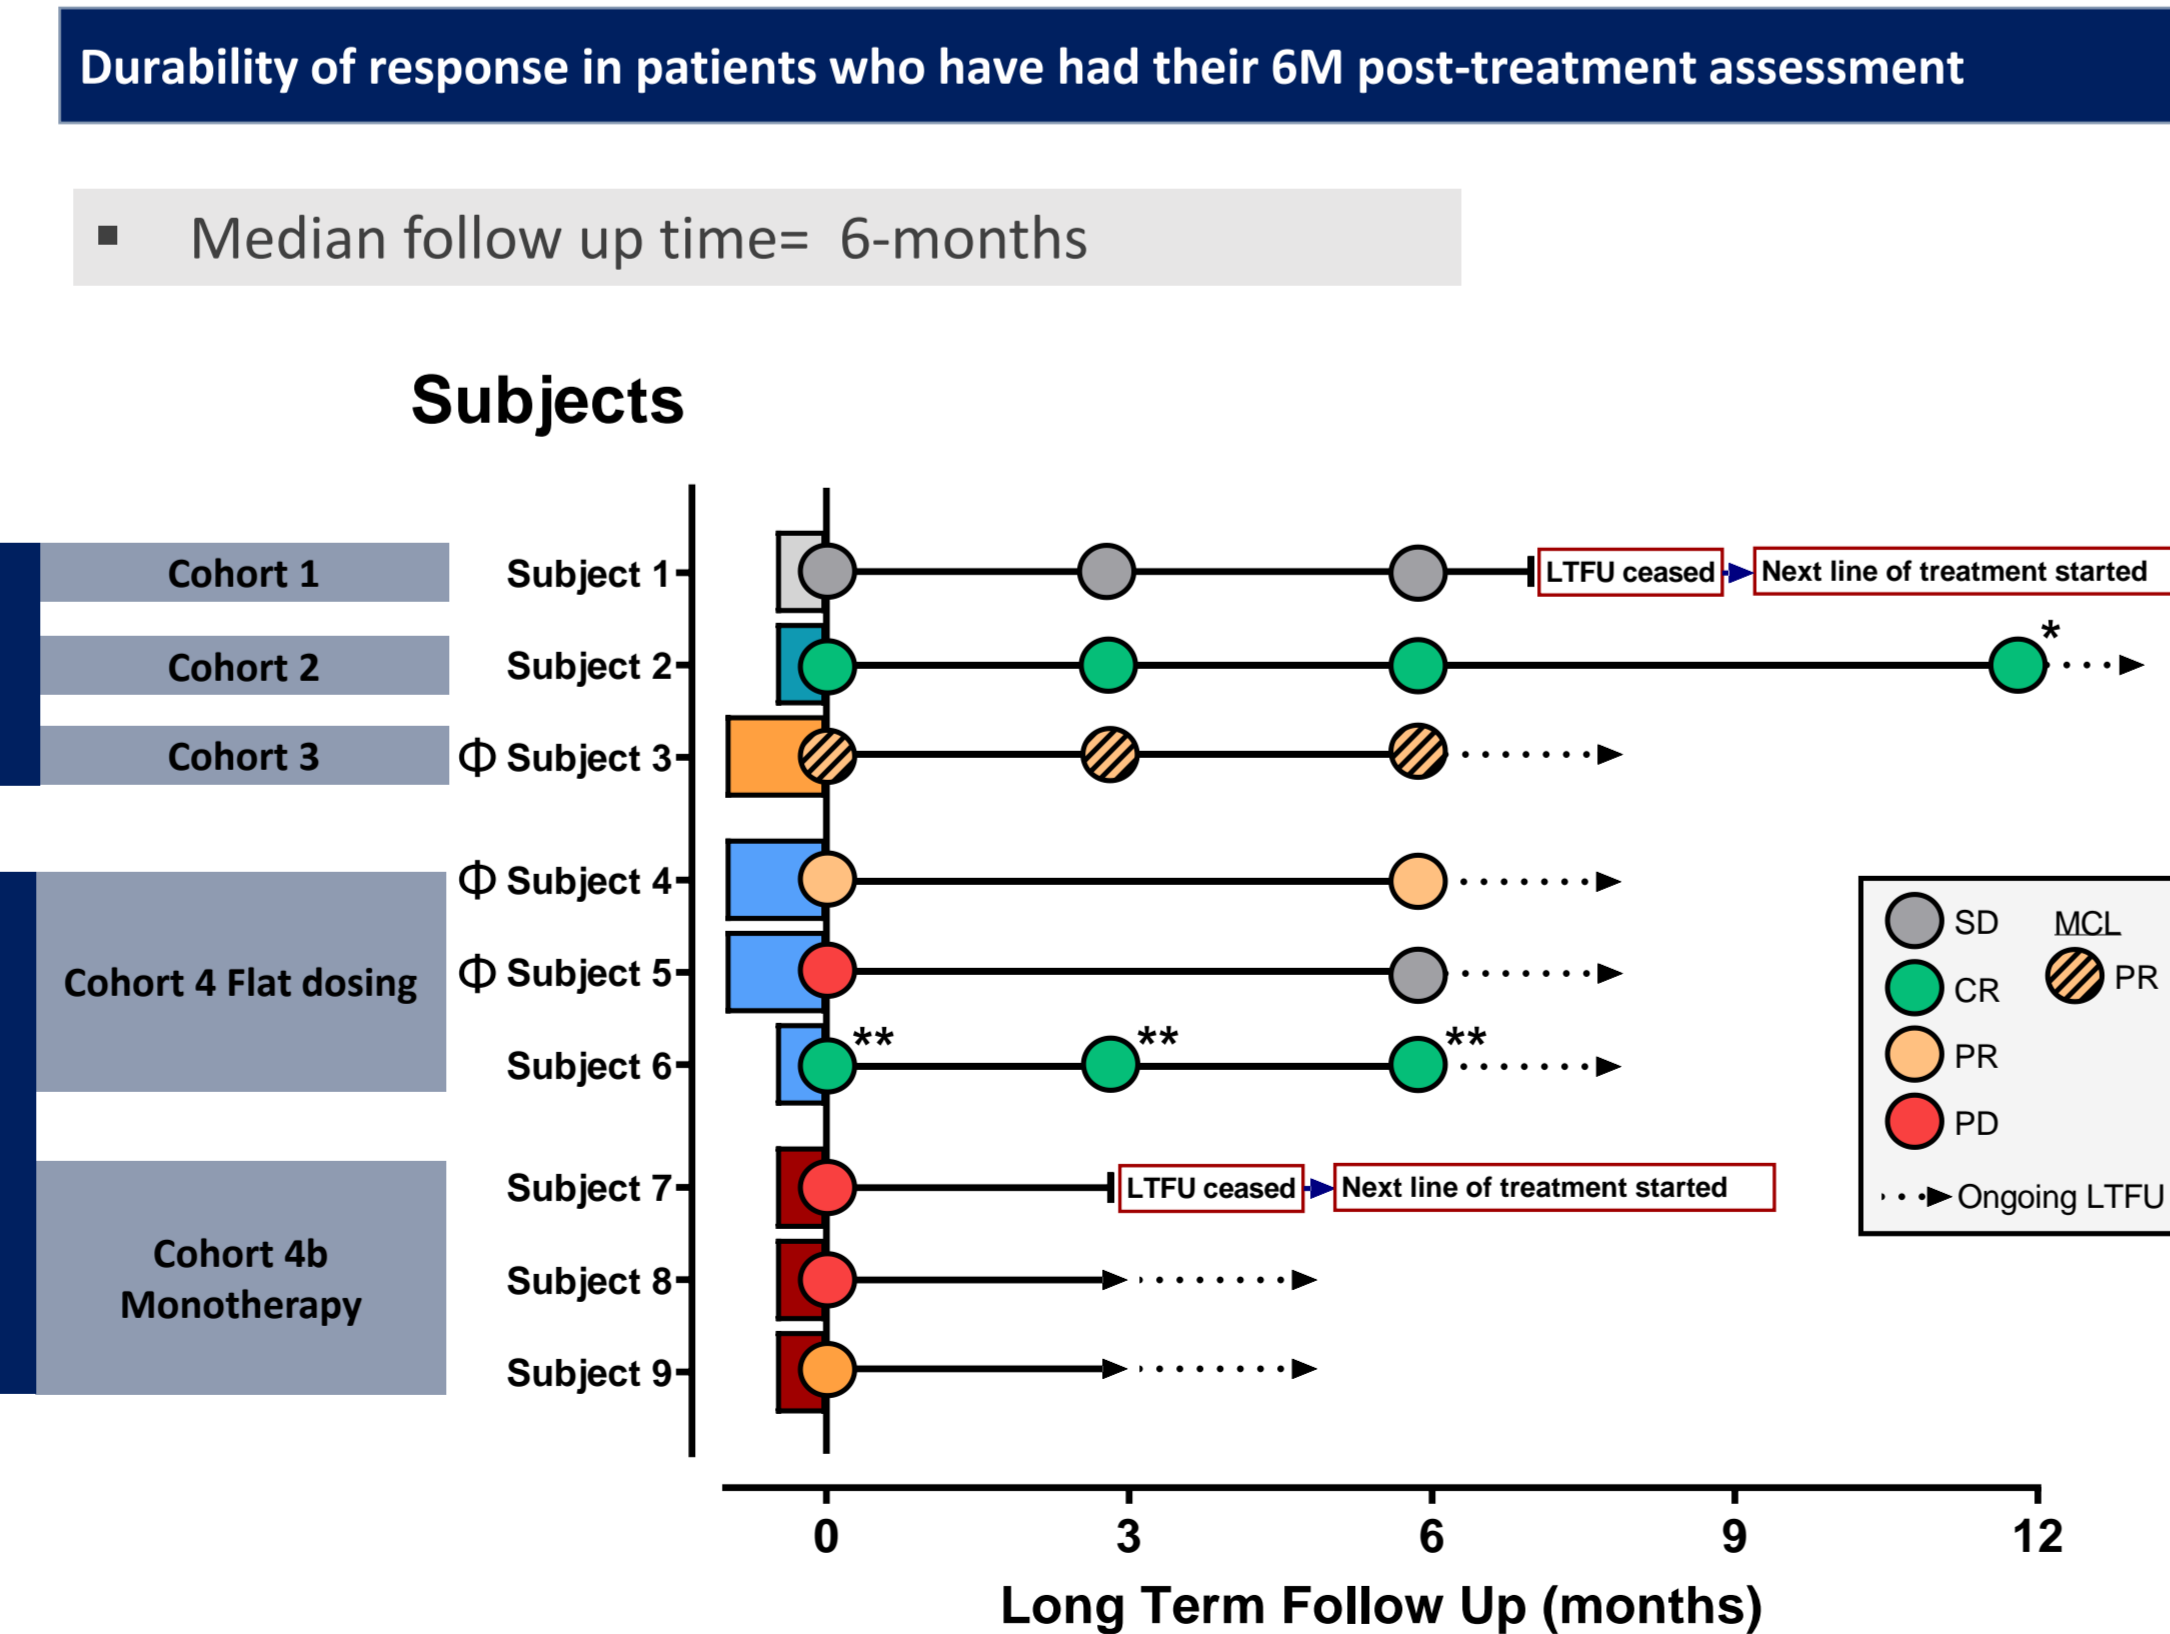 Durability of response in patients who have had their 6M post-treatment assessment
▪ Median follow up time= 6-months
Subjects
Cohort 1
Subject 1
LTFU ceased
Next line of treatment started
Cohort 2
Subject 2
*
Cohort 3
Φ Subject 3
Φ Subject 4
Cohort 4 Flat dosing
Φ Subject 5
Subject 6
**
**
**
Subject 7
LTFU ceased
Next line of treatment started
Cohort 4b
Monotherapy
Subject 8
Subject 9
SD
MCL
CR
PR
PR
PD
Ongoing LTFU
0
3
6
9
12
Long Term Follow Up (months)